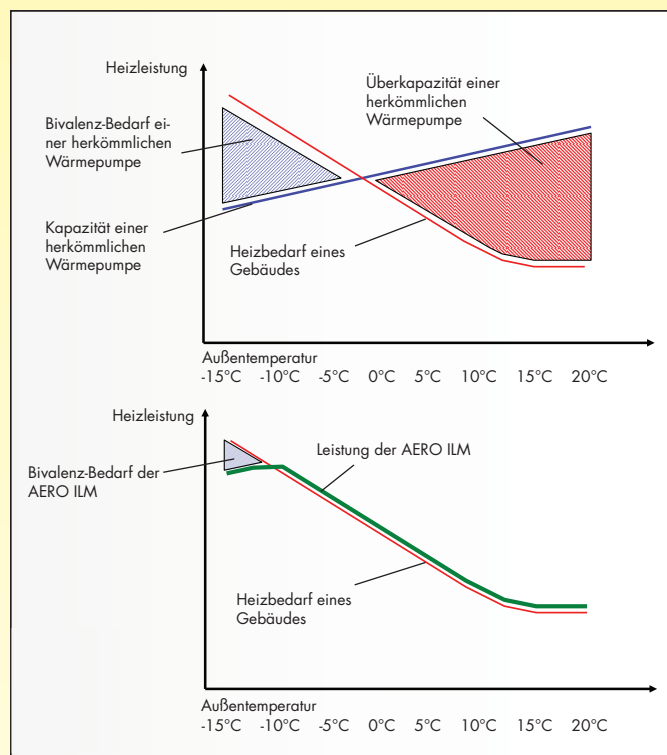 Heizleistung
Überkapazität einer
herkömmlichen
Wärmepumpe
Bivalenz-Bedarf ei-
ner herkömmlichen
Wärmepumpe
Kapazität einer
herkömmlichen
Wärmepumpe
Heizbedarf eines
Gebäudes
Außentemperatur
-15°C -10°C -5°C 0°C 5°C 10°C 15°C 20°C
Heizleistung
Leistung der AERO ILM
Bivalenz-Bedarf der
AERO ILM
Heizbedarf eines
Gebäudes
Außentemperatur
-15°C -10°C -5°C 0°C 5°C 10°C 15°C 20°C